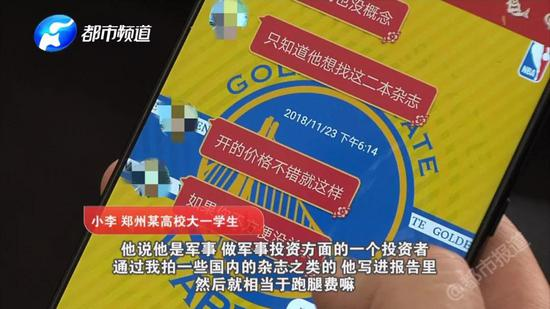 都市频道
也没概念
只知道他想找这二本杂志
NBA
GOLDEN
STATE
2018/11/23 下午6:14
开的价格不错就这样
小李 郑州某高校大一学生
他说他是军事 做军事投资方面的一个投资者
通过我拍一些国内的杂志之类的 他写进报告里
然后就相当于跑腿费嘛
@都市报道